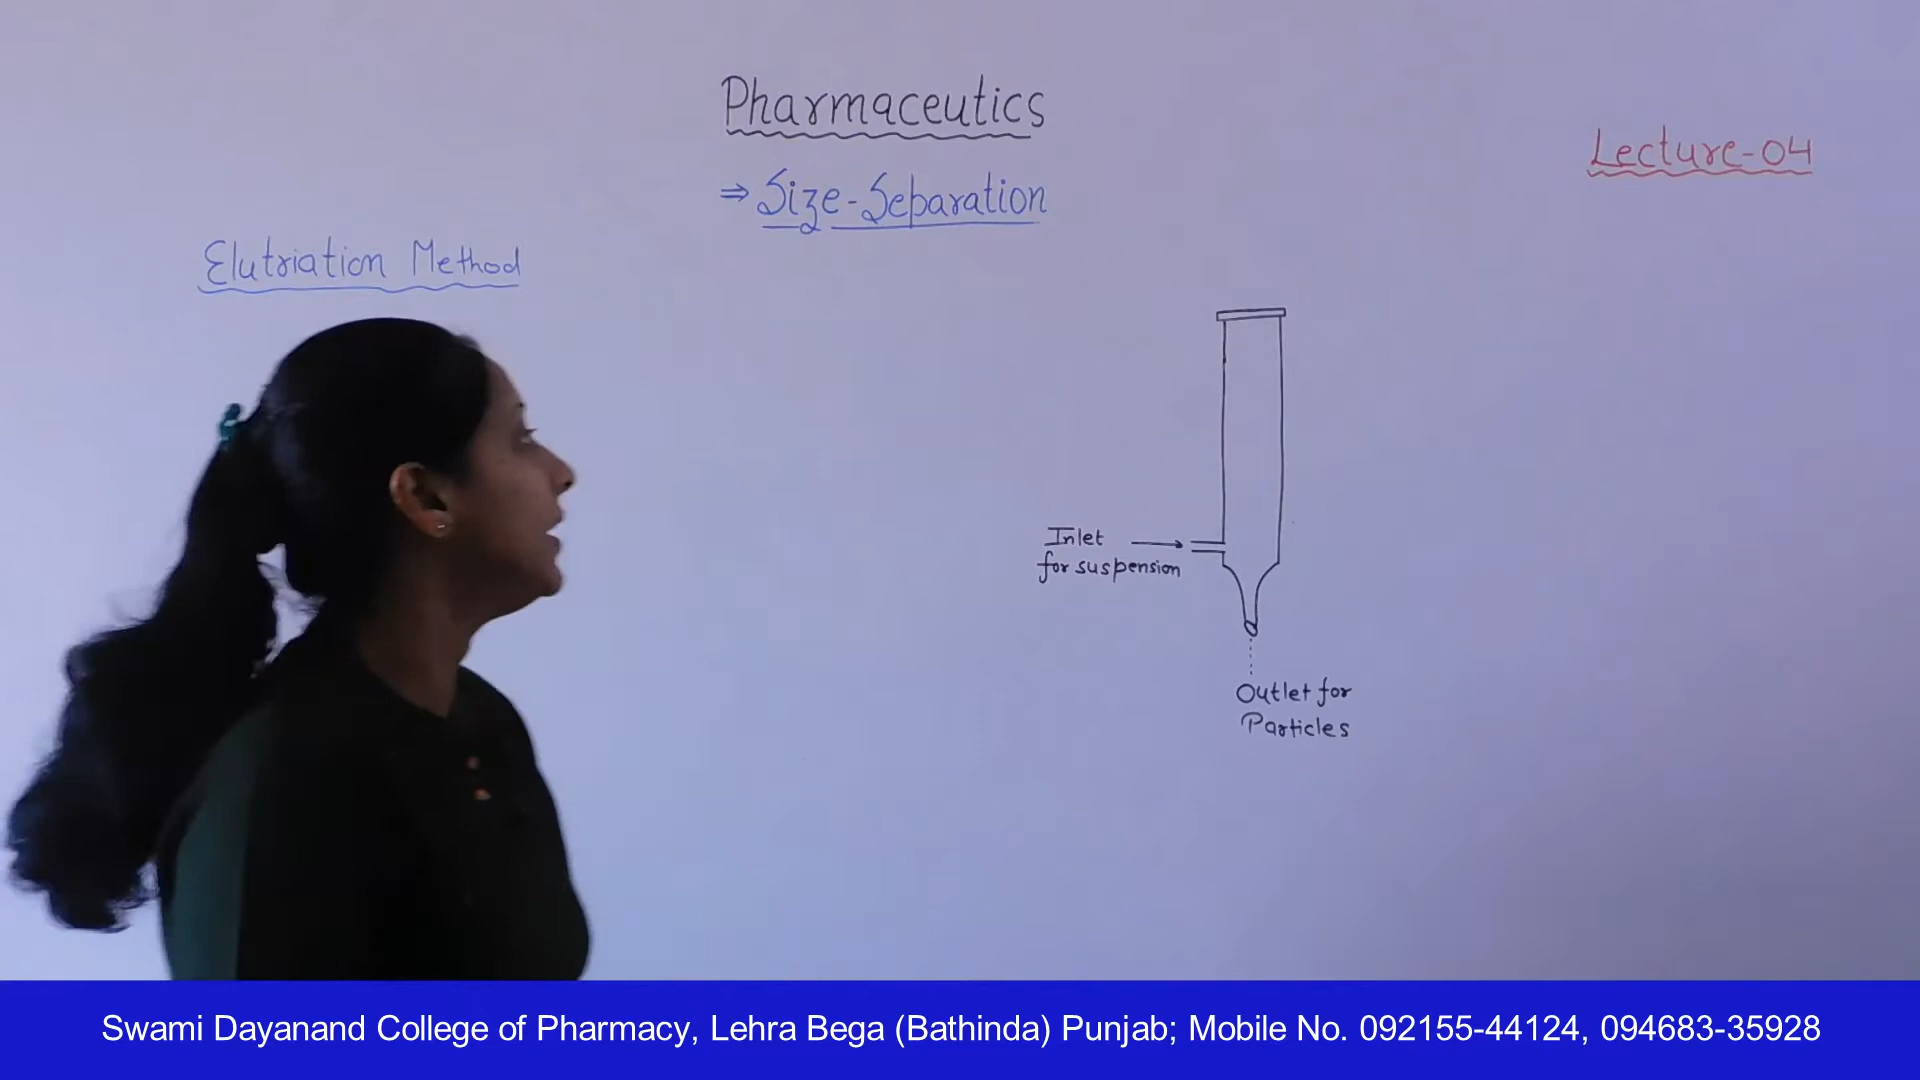 Pharmaceutics
Lecture-04
⇒ Size-Separation
Elutriation Method
Inlet
for suspension
Outlet for
Particles
Swami Dayanand College of Pharmacy, Lehra Bega (Bathinda) Punjab; Mobile No. 092155-44124, 094683-35928